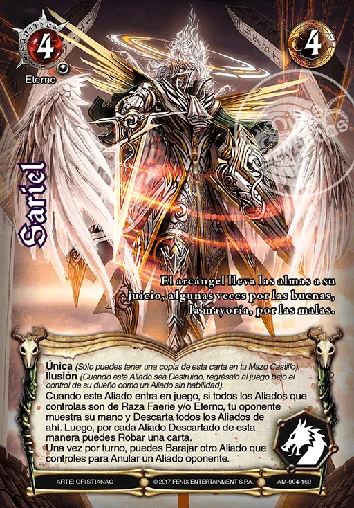 4
4
Eterno
Sariel
El arcángel lleva las almas a su
juicio, algunas veces por las buenas,
la mayoría, por las malas.
Única (Sólo puedes tener una copia de esta carta en tu Mazo Castillo).
Ilusión (Cuando este Aliado sea Destruido, regrésalo al juego bajo el
control de su dueño como un Aliado sin habilidad).
Cuando este Aliado entra en juego, si todos los Aliados que
controlas son de Raza Faerie y/o Eterno, tu oponente
muestra su mano y Descarta todos los Aliados de
ahí. Luego, por cada Aliado Descartado de esta
manera puedes Robar una carta.
Una vez por turno, puedes Barajar otro Aliado que
controles para Anular un Aliado oponente.
ARTE: CRISTIANAC
©2017 FENIX ENTERTAINMENT S.P.A.